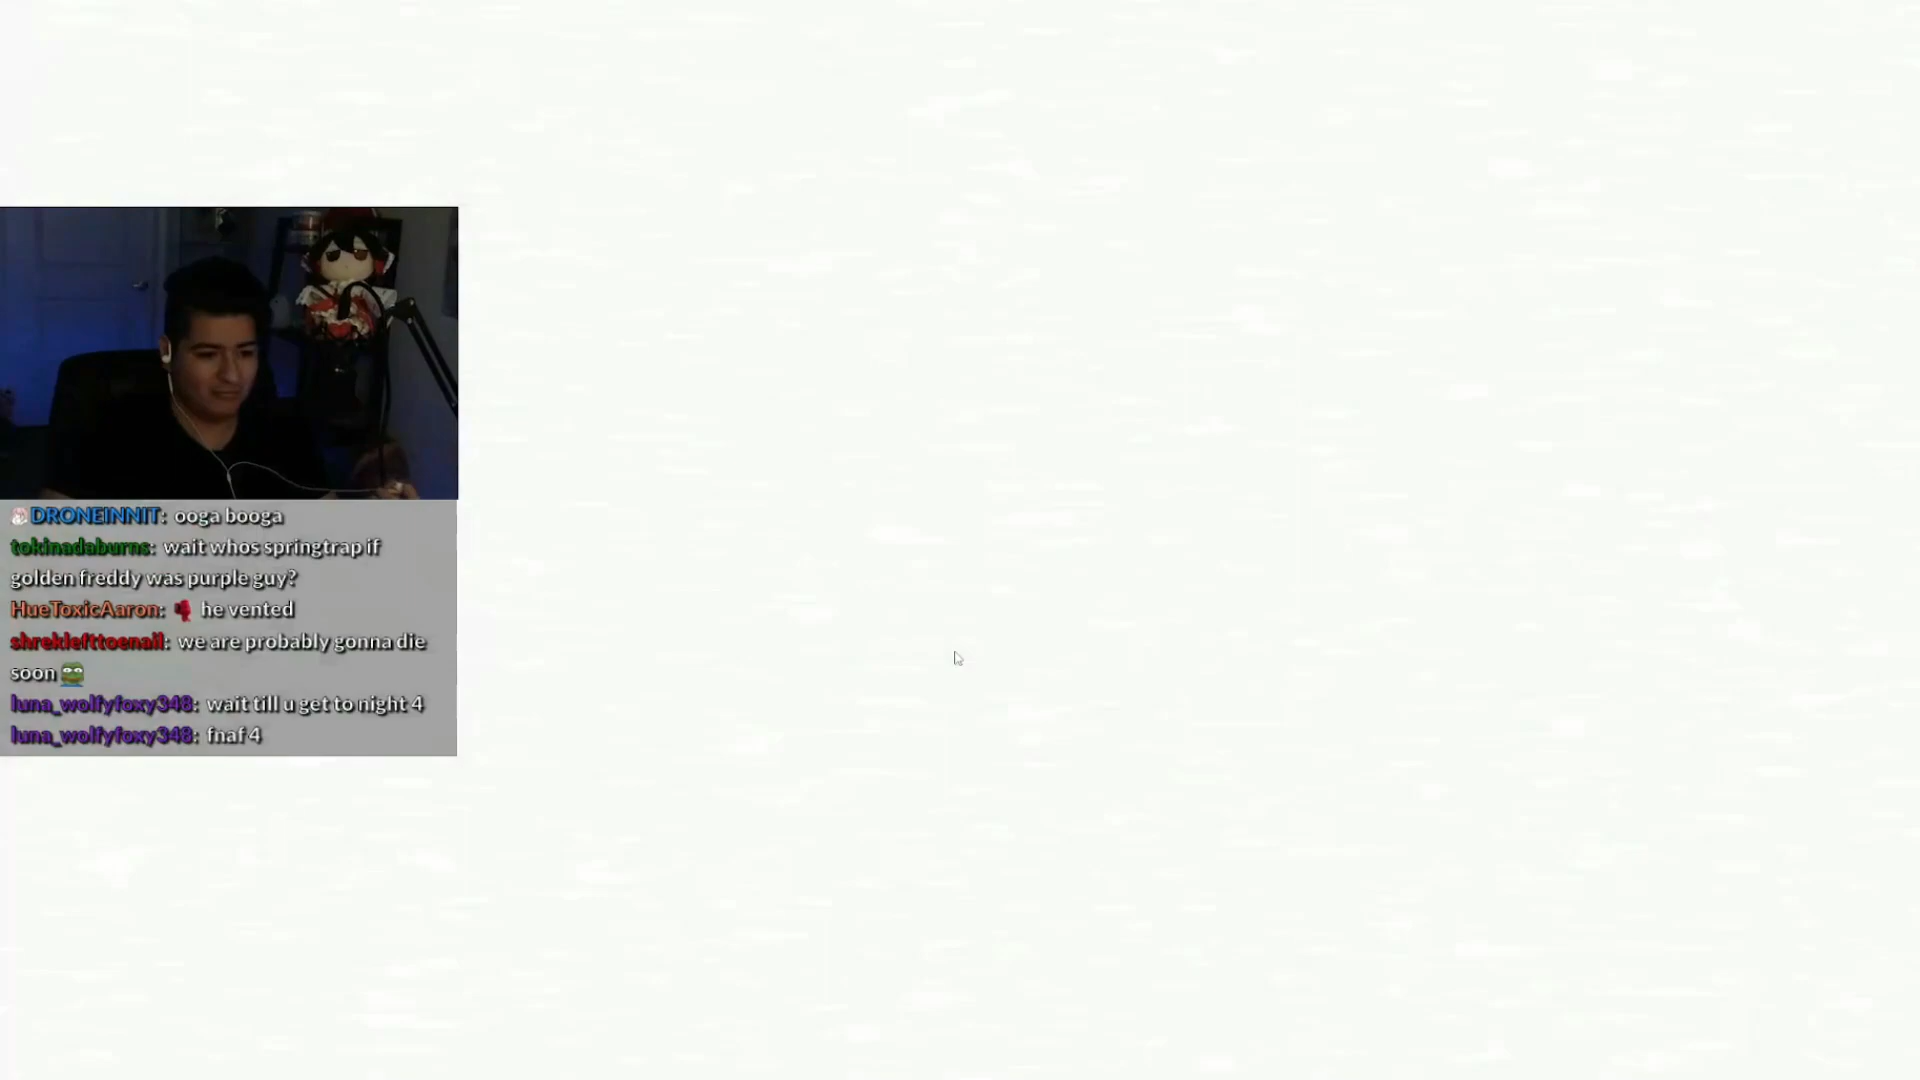 DRONEINNIT: ooga booga
tokinadaburns: wait whos springtrap if
golden freddy was purple guy?
HueToxicAaron: he vented
shreklefttoenail: we are probably gonna die
soon
luna_wolfyfoxy348: wait till u get to night 4
luna_wolfyfoxy348: fnaf 4